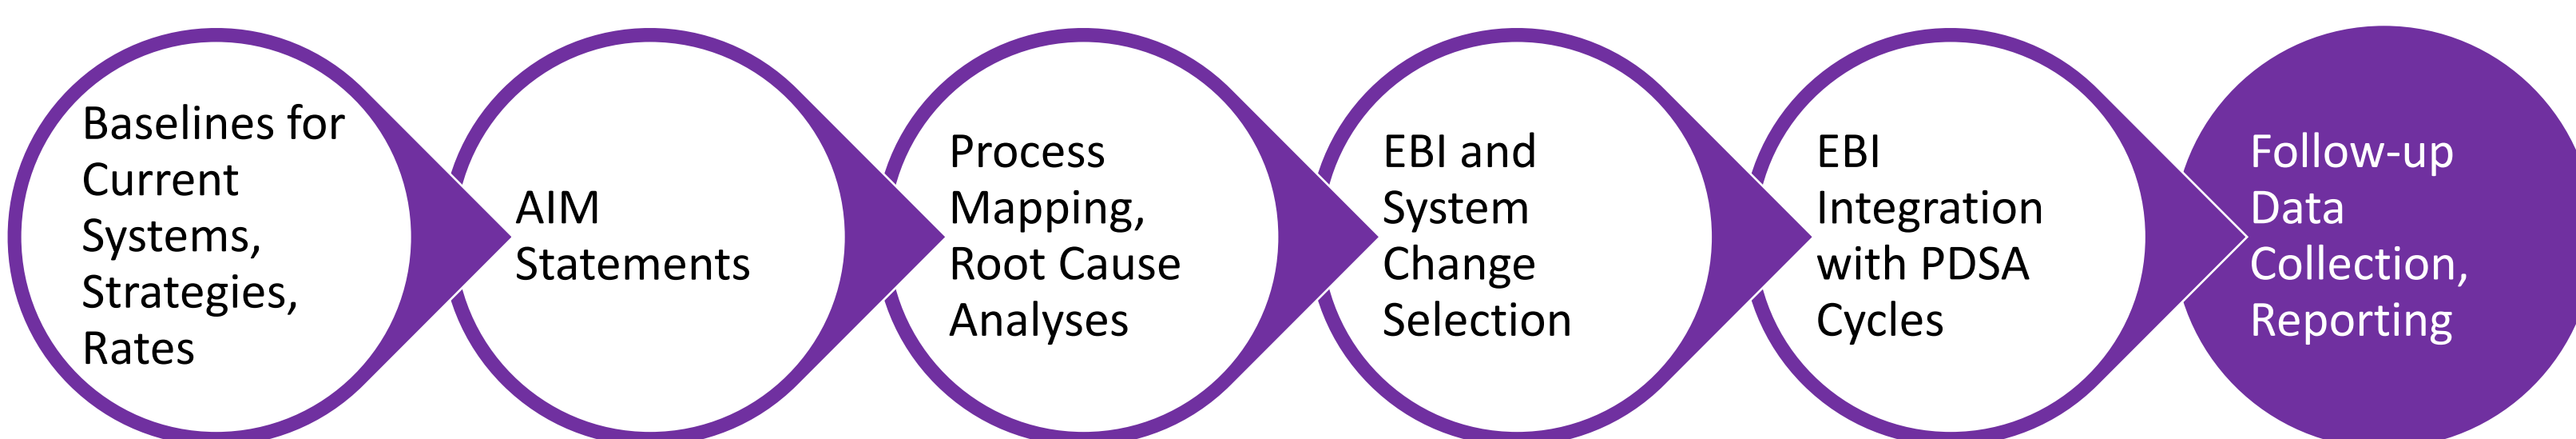 Baselines for
Current
Systems,
Strategies,
Rates
AIM
Statements
Process
Mapping,
Root Cause
Analyses
EBI and
System
Change
Selection
EBI
Integration
with PDSA
Cycles
Follow-up
Data
Collection,
Reporting